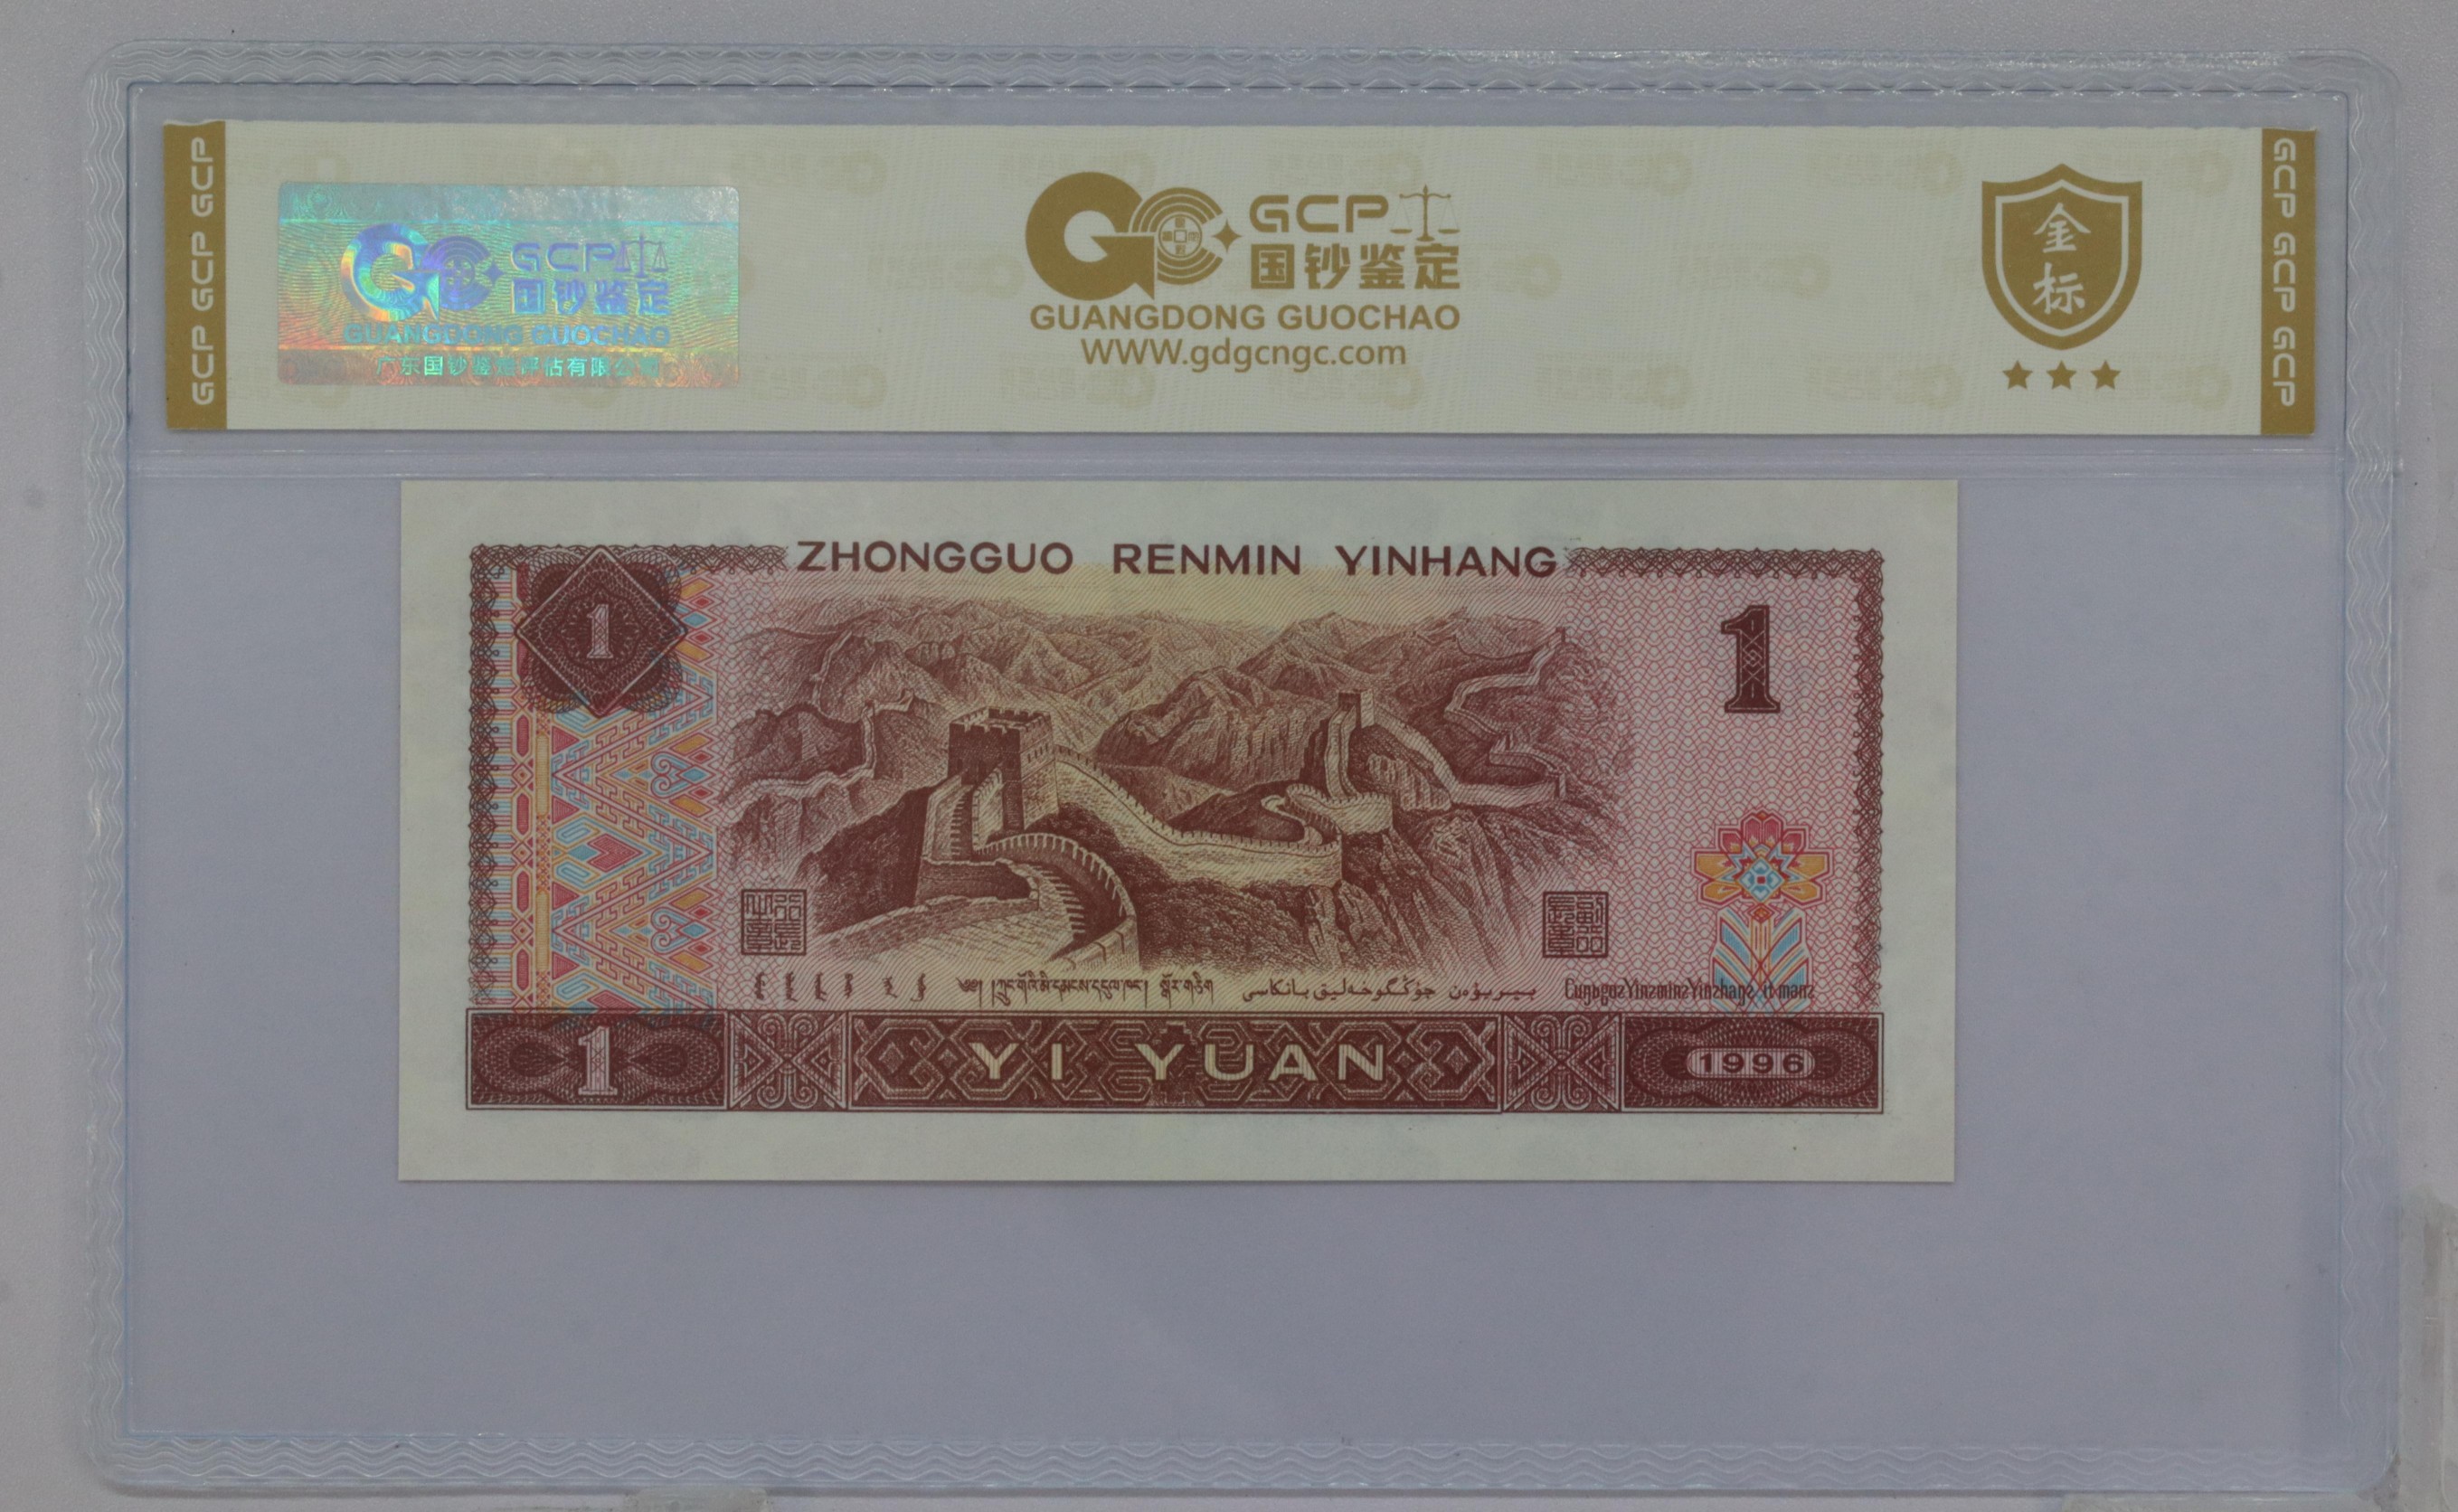 GCP GCP GCP
GCP
国钞鉴定
GUANGDONG GUOCHAO
广东国钞鉴定评估有限公司
GCP
国钞鉴定
GUANGDONG GUOCHAO
WWW.gdgcngc.com
金
标
GCP GCP GCP
ZHONGGUO RENMIN YINHANG
1
1
1
YI YUAN
1996